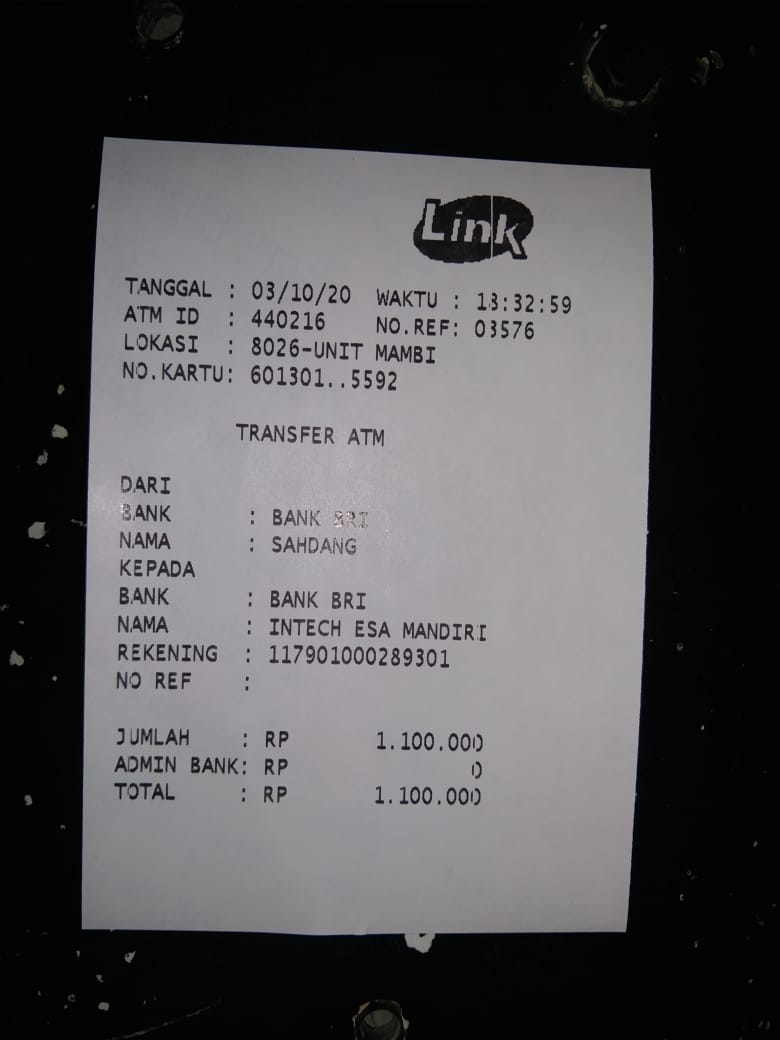 Link
TANGGAL : 03/10/20 WAKTU : 13:32:59
ATM ID : 440216 NO.REF: 03576
LOKASI : 8026-UNIT MAMBI
NO.KARTU: 601301..5592
TRANSFER ATM
DARI
BANK : BANK BRI
NAMA : SAHDANG
KEPADA
BANK : BANK BRI
NAMA : INTECH ESA MANDIRI
REKENING : 117901000289301
NO REF :
JUMLAH : RP 1.100.000
ADMIN BANK: RP 0
TOTAL : RP 1.100.000